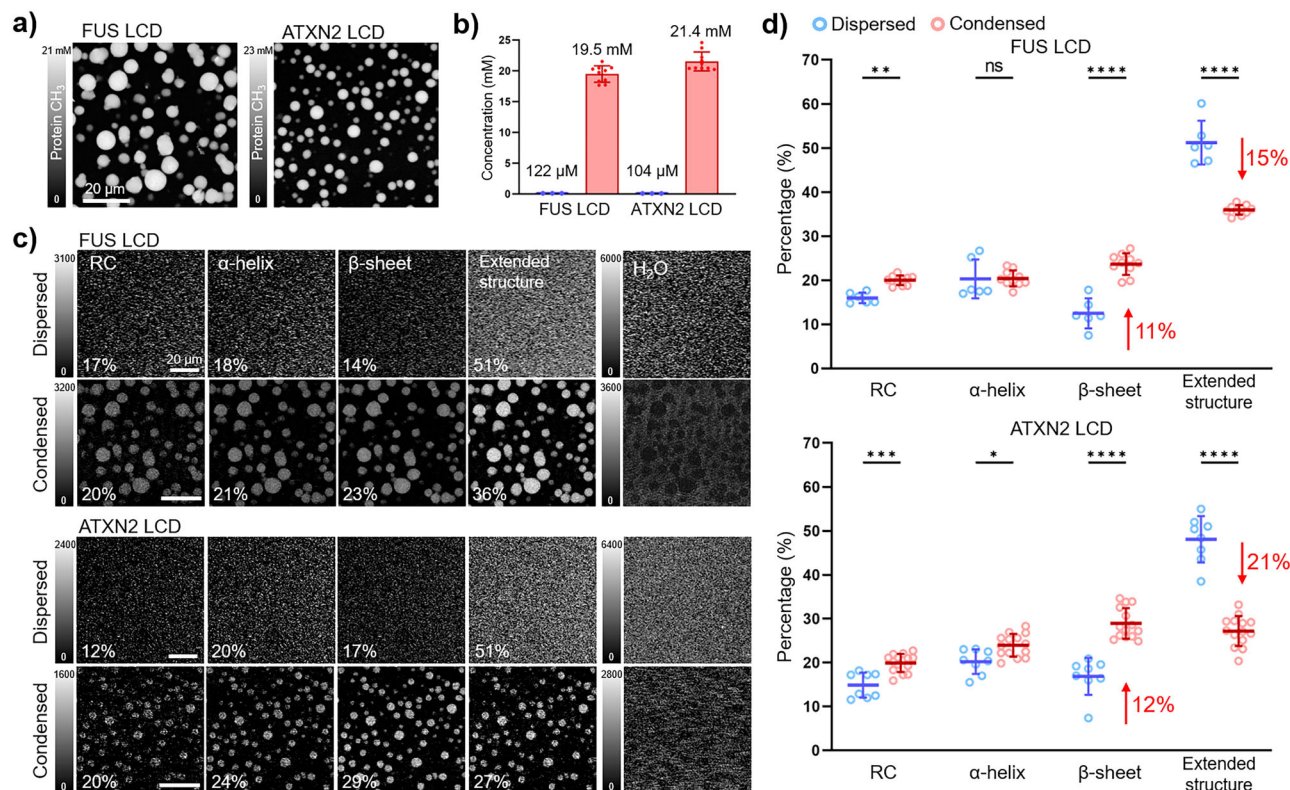 a)
FUS LCD
ATXN2 LCD
21 mM
Protein CH3
0
20 µm
23 mM
Protein CH3
0
b)
Concentration (mM)
25
20
15
10
5
0
122 µM
19.5 mM
104 µM
21.4 mM
FUS LCD
ATXN2 LCD
c)
FUS LCD
RC
α-helix
β-sheet
Extended
structure
H2O
Dispersed
3100
0
17%
20 µm
18%
14%
51%
6000
0
Condensed
3200
0
20%
21%
23%
36%
3600
0
ATXN2 LCD
Dispersed
2400
0
12%
20%
17%
51%
6400
0
Condensed
1600
0
20%
24%
29%
27%
2800
0
d)
Dispersed
Condensed
FUS LCD
Percentage (%)
70
60
50
40
30
20
10
0
**
ns
****
****
15%
11%
RC
α-helix
β-sheet
Extended
structure
ATXN2 LCD
Percentage (%)
70
60
50
40
30
20
10
0
***
*
****
****
21%
12%
RC
α-helix
β-sheet
Extended
structure